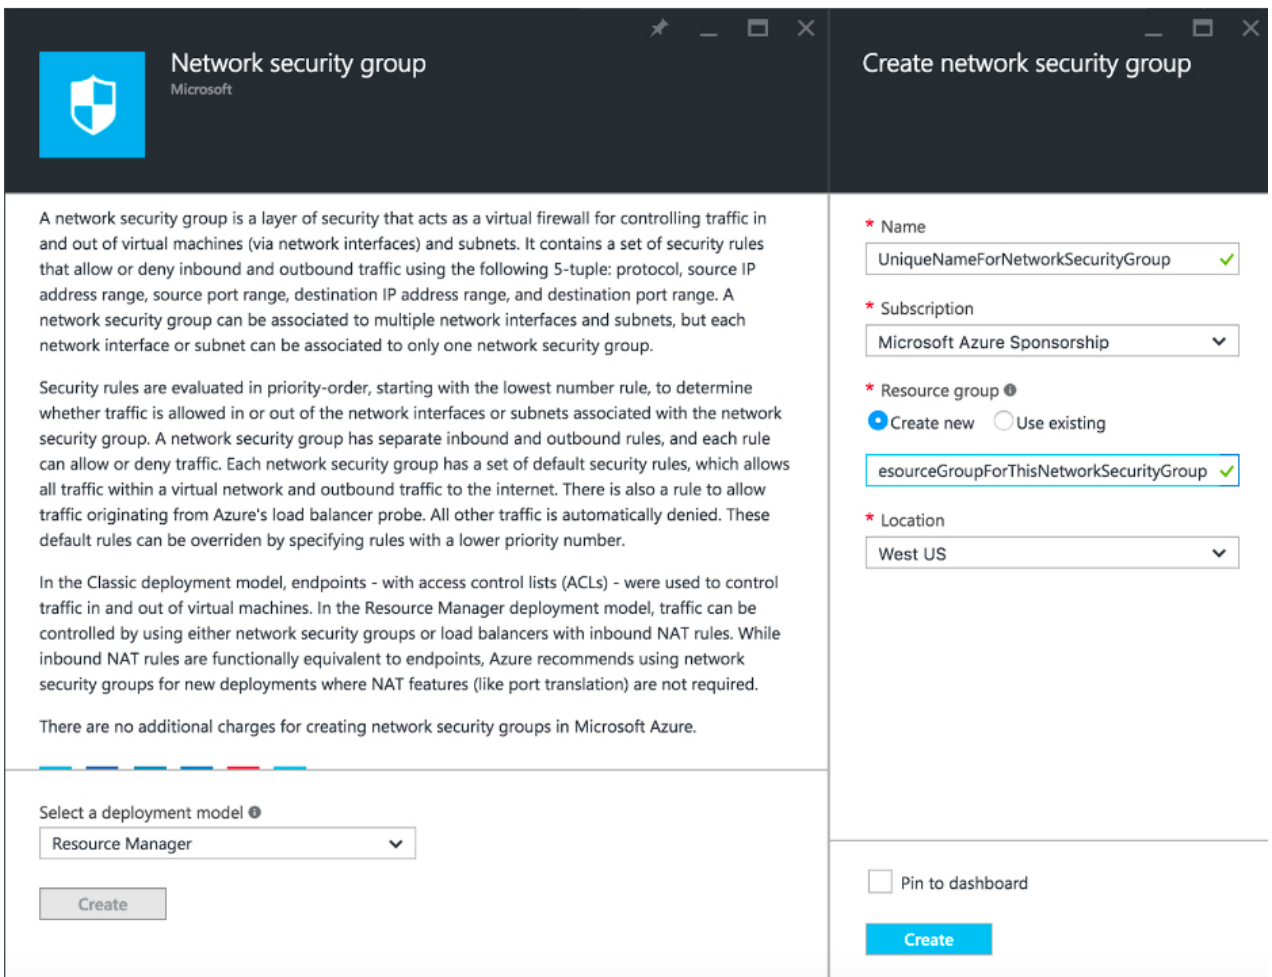 Network security group
Microsoft
A network security group is a layer of security that acts as a virtual firewall for controlling traffic in
and out of virtual machines (via network interfaces) and subnets. It contains a set of security rules
that allow or deny inbound and outbound traffic using the following 5-tuple: protocol, source IP
address range, source port range, destination IP address range, and destination port range. A
network security group can be associated to multiple network interfaces and subnets, but each
network interface or subnet can be associated to only one network security group.
Security rules are evaluated in priority-order, starting with the lowest number rule, to determine
whether traffic is allowed in or out of the network interfaces or subnets associated with the network
security group. A network security group has separate inbound and outbound rules, and each rule
can allow or deny traffic. Each network security group has a set of default security rules, which allows
all traffic within a virtual network and outbound traffic to the internet. There is also a rule to allow
traffic originating from Azure's load balancer probe. All other traffic is automatically denied. These
default rules can be overriden by specifying rules with a lower priority number.
In the Classic deployment model, endpoints - with access control lists (ACLs) - were used to control
traffic in and out of virtual machines. In the Resource Manager deployment model, traffic can be
controlled by using either network security groups or load balancers with inbound NAT rules. While
inbound NAT rules are functionally equivalent to endpoints, Azure recommends using network
security groups for new deployments where NAT features (like port translation) are not required.
There are no additional charges for creating network security groups in Microsoft Azure.
Select a deployment model
Resource Manager
Create
Create network security group
* Name
UniqueNameForNetworkSecurityGroup
* Subscription
Microsoft Azure Sponsorship
* Resource group
Create new Use existing
esourceGroupForThisNetworkSecurityGroup
* Location
West US
Pin to dashboard
Create